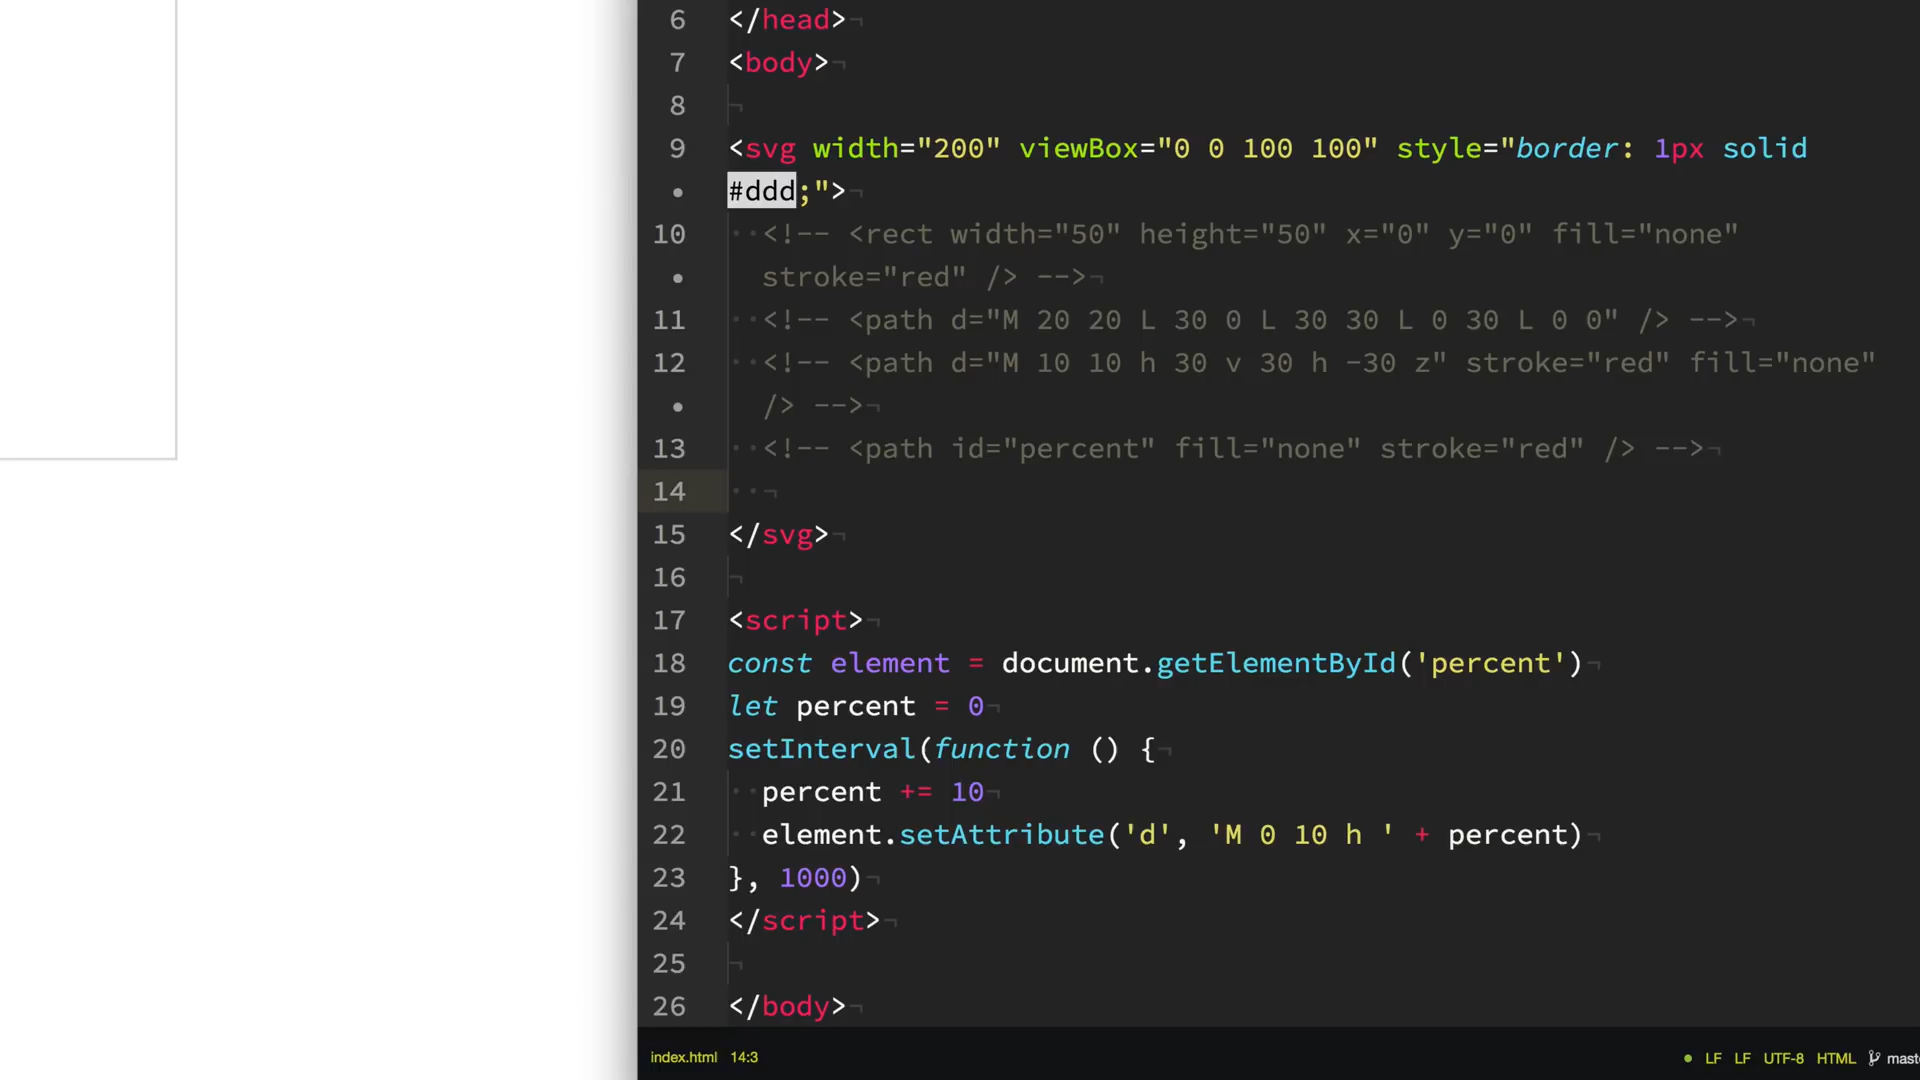 6 </head>
7 <body>
8
9 <svg width="200" viewBox="0 0 100 100" style="border: 1px solid
• #ddd;">
10 <!-- <rect width="50" height="50" x="0" y="0" fill="none"
• stroke="red" /> -->
11 <!-- <path d="M 20 20 L 30 0 L 30 30 L 0 30 L 0 0" /> -->
12 <!-- <path d="M 10 10 h 30 v 30 h -30 z" stroke="red" fill="none"
• /> -->
13 <!-- <path id="percent" fill="none" stroke="red" /> -->
14
15 </svg>
16
17 <script>
18 const element = document.getElementById('percent')
19 let percent = 0
20 setInterval(function () {
21 percent += 10
22 element.setAttribute('d', 'M 0 10 h ' + percent)
23 }, 1000)
24 </script>
25
26 </body>
index.html 14:3 • LF LF UTF-8 HTML mast